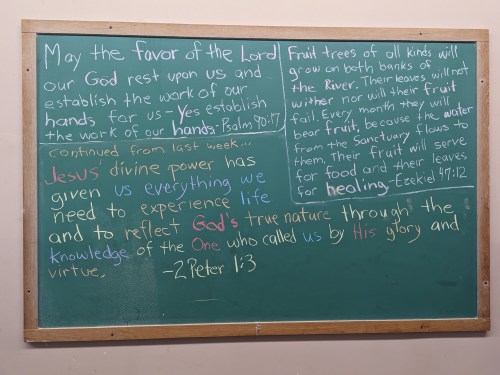 May the favor of the Lord
our God rest upon us and
establish the work of our
hands for us - Yes establish
the work of our hands - Psalm 90:17
Fruit trees of all kinds will
grow on both banks of
the River. Their leaves will not
wither nor will their fruit
fail. Every month they will
bear fruit, because the water
from the Sanctuary flows to
them. Their fruit will serve
for food and their leaves
for healing. - Ezekiel 47:12
continued from last week...
Jesus divine power has
given us everything we
need to experience life
and to reflect God's true nature through the
knowledge of the One who called us by His glory and
virtue. - 2 Peter 1:3